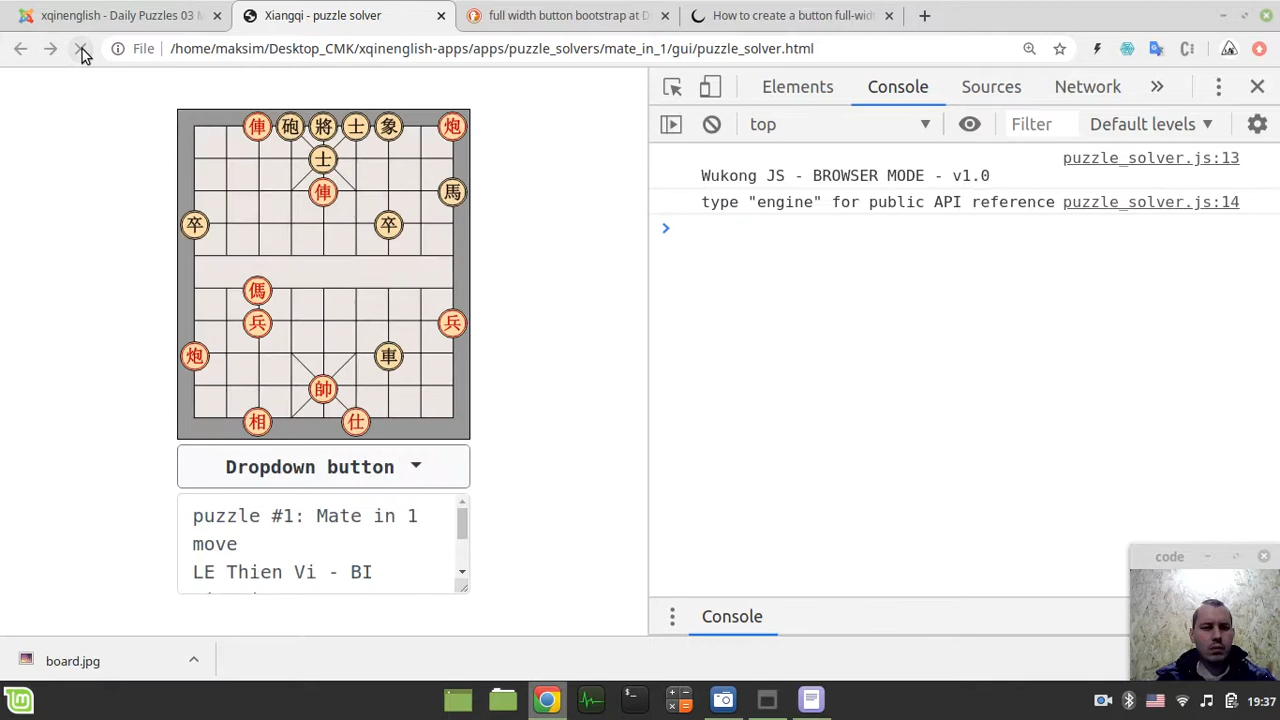 xqinenglish - Daily Puzzles 03 M
Xiangqi - puzzle solver
full width button bootstrap at D
How to create a button full-wid
File
/home/maksim/Desktop_CMK/xqinenglish-apps/apps/puzzle_solvers/mate_in_1/gui/puzzle_solver.html
Elements
Console
Sources
Network
top
Filter
Default levels
puzzle_solver.js:13
Wukong JS - BROWSER MODE - v1.0
type "engine" for public API reference puzzle_solver.js:14
俥 砲 將 士 象 炮
士
俥 馬
卒 卒
傌
兵 兵
炮 車
帥
相 仕
Dropdown button
puzzle #1: Mate in 1
move
LE Thien Vi - BI
Console
code
board.jpg
19:37